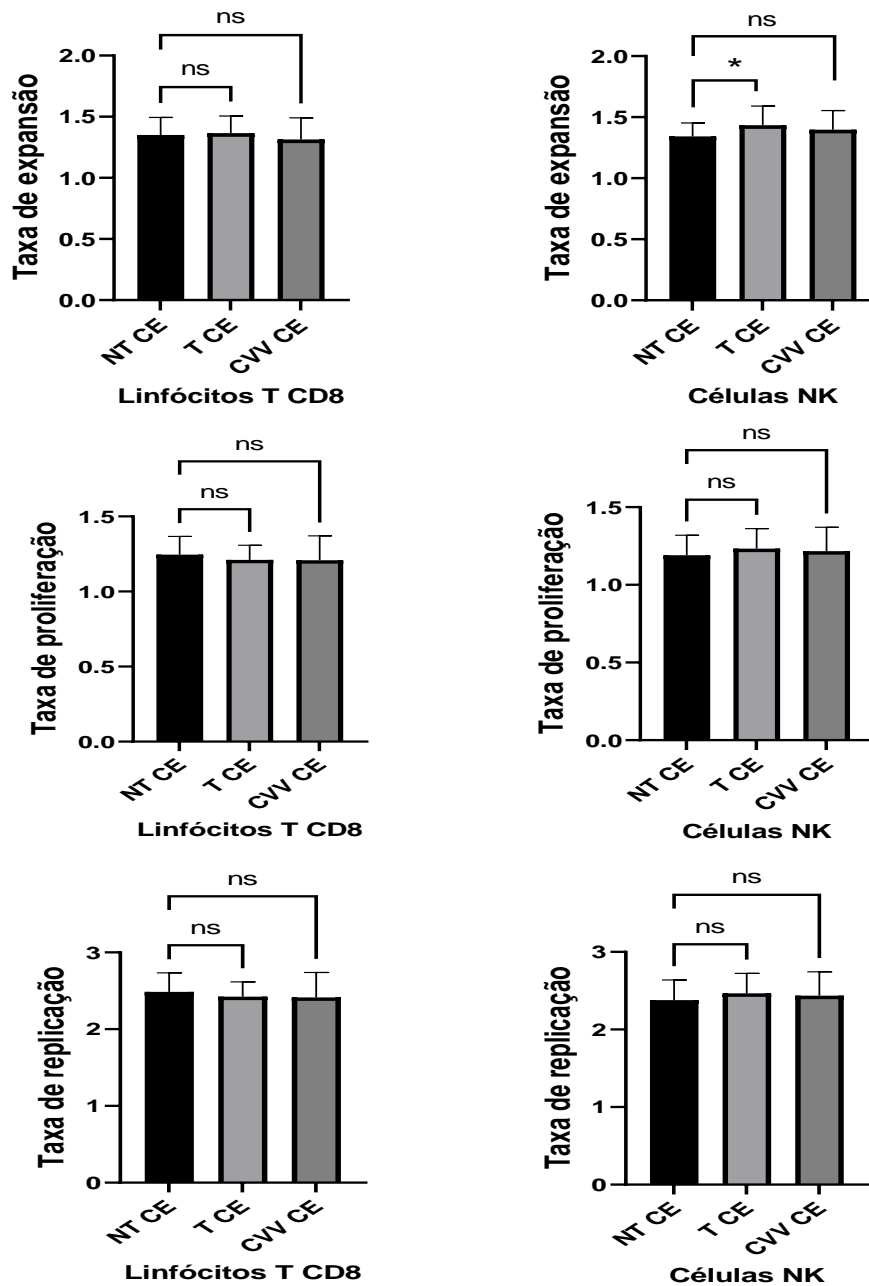 ns
ns
2.0
1.5
1.0
0.5
0.0
Taxa de expansão
NT CE
T CE
CVV CE
Linfócitos T CD8
ns
*
2.0
1.5
1.0
0.5
0.0
Taxa de expansão
NT CE
T CE
CVV CE
Células NK
ns
ns
1.5
1.0
0.5
0.0
Taxa de proliferação
NT CE
T CE
CVV CE
Linfócitos T CD8
ns
ns
1.5
1.0
0.5
0.0
Taxa de proliferação
NT CE
T CE
CVV CE
Células NK
ns
ns
3
2
1
0
Taxa de replicação
NT CE
T CE
CVV CE
Linfócitos T CD8
ns
ns
3
2
1
0
Taxa de replicação
NT CE
T CE
CVV CE
Células NK